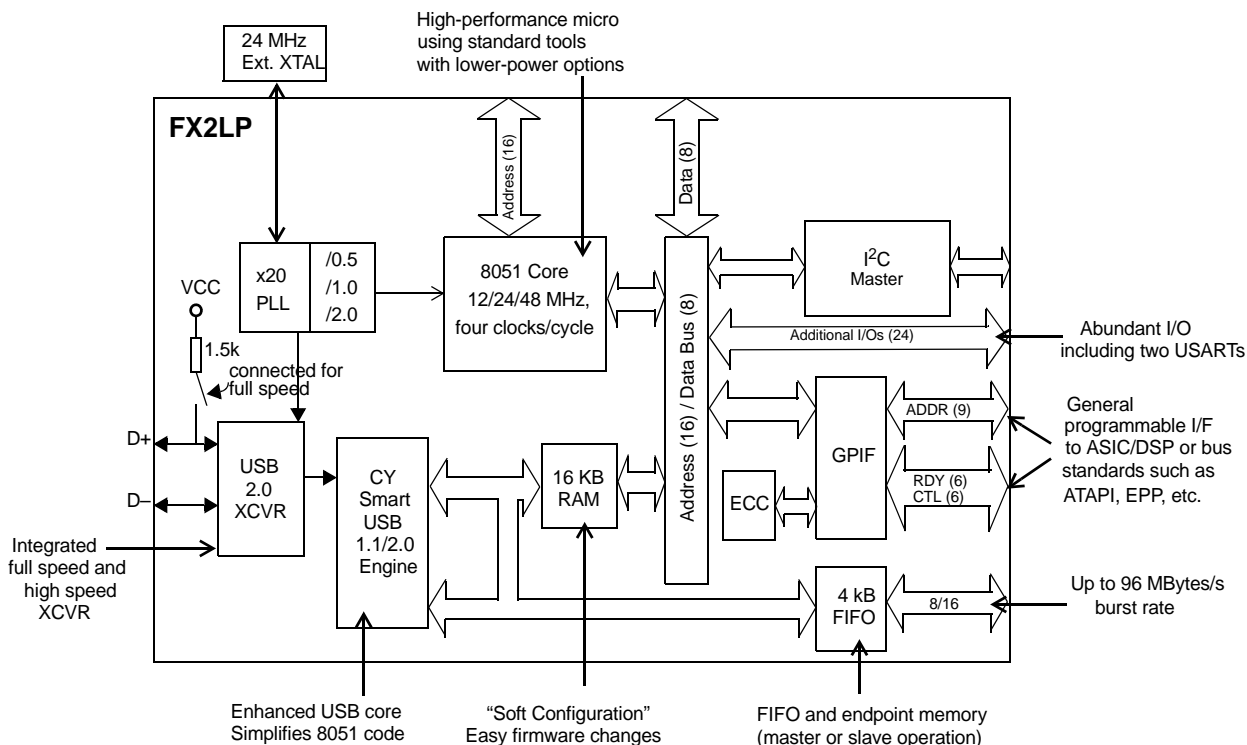 High-performance micro
using standard tools
with lower-power options
24 MHz
Ext. XTAL
FX2LP
Address (16)
Data (8)
x20
PLL
/0.5
/1.0
/2.0
8051 Core
12/24/48 MHz,
four clocks/cycle
I²C
Master
VCC
1.5k
connected for
full speed
Address (16) / Data Bus (8)
Additional I/Os (24)
Abundant I/O
including two USARTs
D+
D–
USB
2.0
XCVR
CY
Smart
USB
1.1/2.0
Engine
16 KB
RAM
ECC
GPIF
ADDR (9)
RDY (6)
CTL (6)
General
programmable I/F
to ASIC/DSP or bus
standards such as
ATAPI, EPP, etc.
Integrated
full speed and
high speed
XCVR
4 kB
FIFO
8/16
Up to 96 MBytes/s
burst rate
Enhanced USB core
Simplifies 8051 code
“Soft Configuration”
Easy firmware changes
FIFO and endpoint memory
(master or slave operation)